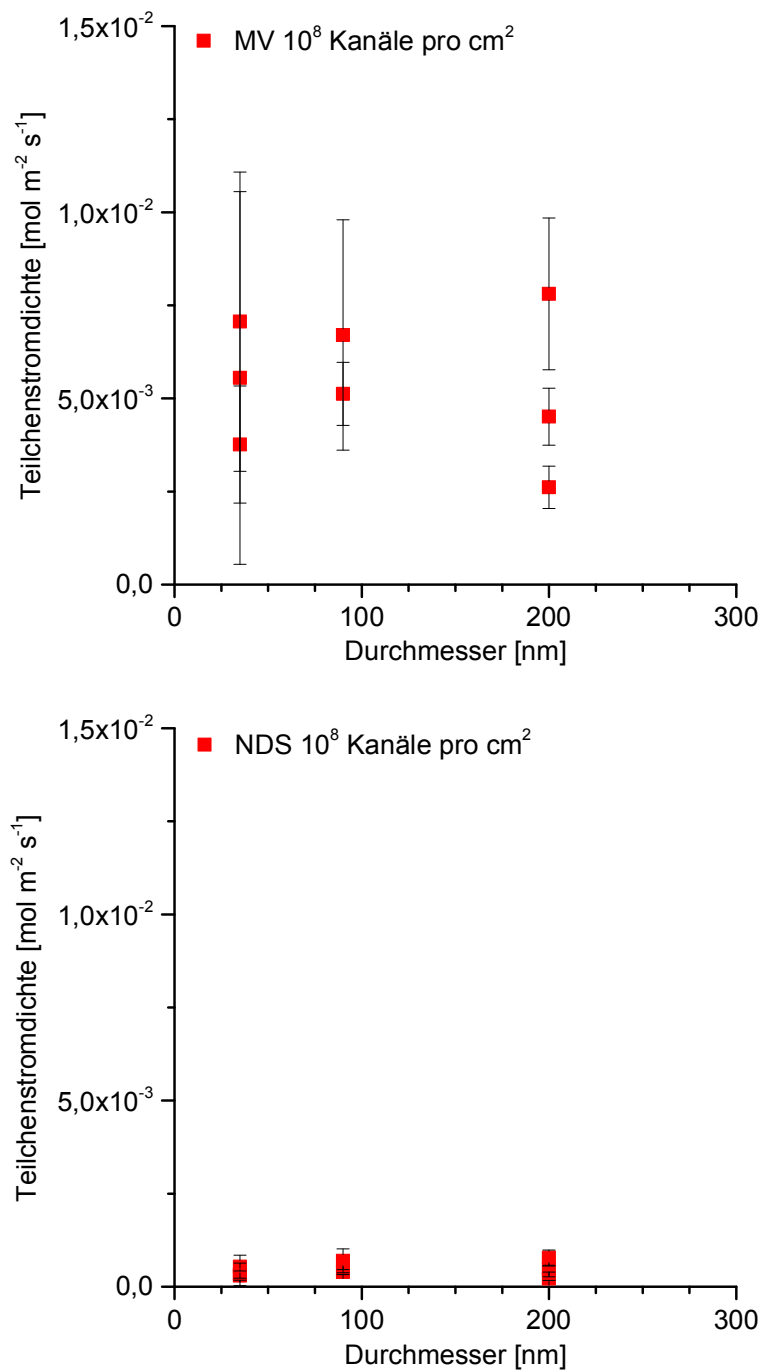 1,5x10⁻²
MV 10⁸ Kanäle pro cm²
1,0x10⁻²
5,0x10⁻³
0,0
Teilchenstromdichte [mol m⁻² s⁻¹]
0 100 200 300
Durchmesser [nm]
1,5x10⁻²
NDS 10⁸ Kanäle pro cm²
1,0x10⁻²
5,0x10⁻³
0,0
Teilchenstromdichte [mol m⁻² s⁻¹]
0 100 200 300
Durchmesser [nm]